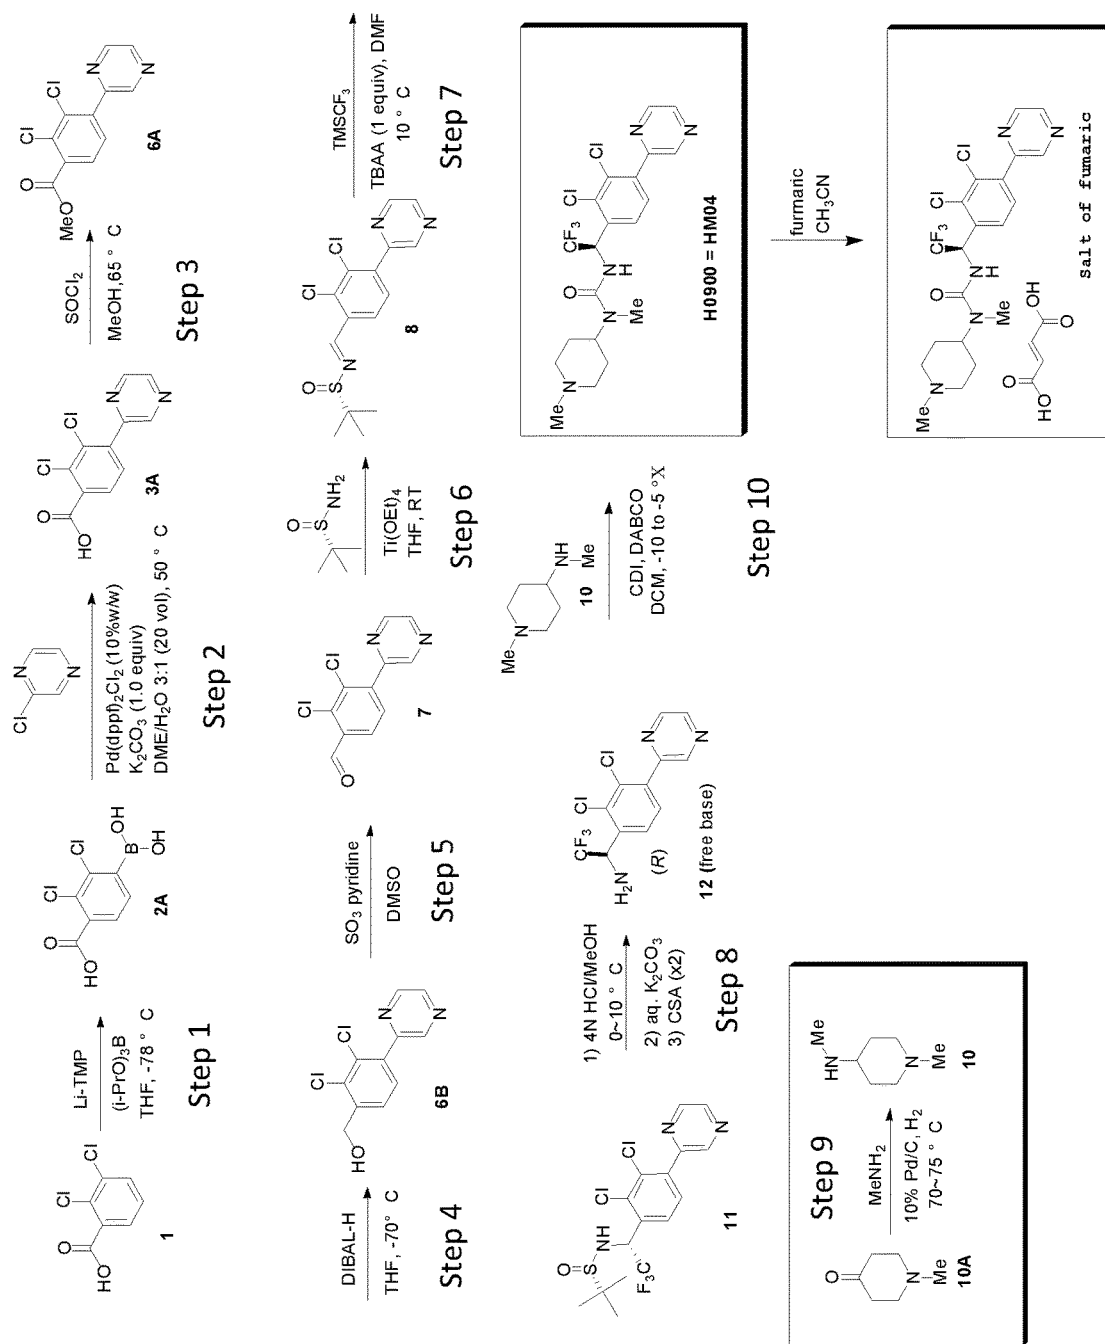 O
HO
Cl
Cl
1
Li-TMP
(i-PrO)₃B
THF, -78 ° C
Step 1
O
HO
Cl
Cl
B
OH
OH
2A
Cl
N
N
Pd(dppf)₂Cl₂ (10%w/w)
K₂CO₃ (1.0 equiv)
DME/H₂O 3:1 (20 vol), 50 ° C
Step 2
O
HO
Cl
Cl
N
N
3A
SOCl₂
MeOH,65 ° C
Step 3
O
MeO
Cl
Cl
N
N
6A
DIBAL-H
THF, -70° C
Step 4
HO
Cl
Cl
N
N
6B
SO₃ pyridine
DMSO
Step 5
O
Cl
Cl
N
N
7
O
S
NH₂
Ti(OEt)₄
THF, RT
Step 6
O
S
N
Cl
Cl
N
N
8
TMSCF₃
TBAA (1 equiv), DMF
10 ° C
Step 7
O
S
NH
F₃C
Cl
Cl
N
N
11
1) 4N HCl/MeOH
0~10 ° C
2) aq. K₂CO₃
3) CSA (x2)
Step 8
CF₃
H₂N
(R)
Cl
Cl
N
N
12 (free base)
Me
N
NH
Me
10
CDI, DABCO
DCM, -10 to -5 °X
Step 10
Me
N
N
Me
O
N
H
CF₃
Cl
Cl
N
N
H0900 = HM04
furmaric
CH₃CN
Step 9
O
N
Me
10A
MeNH₂
10% Pd/C, H₂
70~75 ° C
HN
Me
N
Me
10
Me
N
N
Me
O
N
H
CF₃
Cl
Cl
N
N
O
OH
O
OH
Salt of fumaric